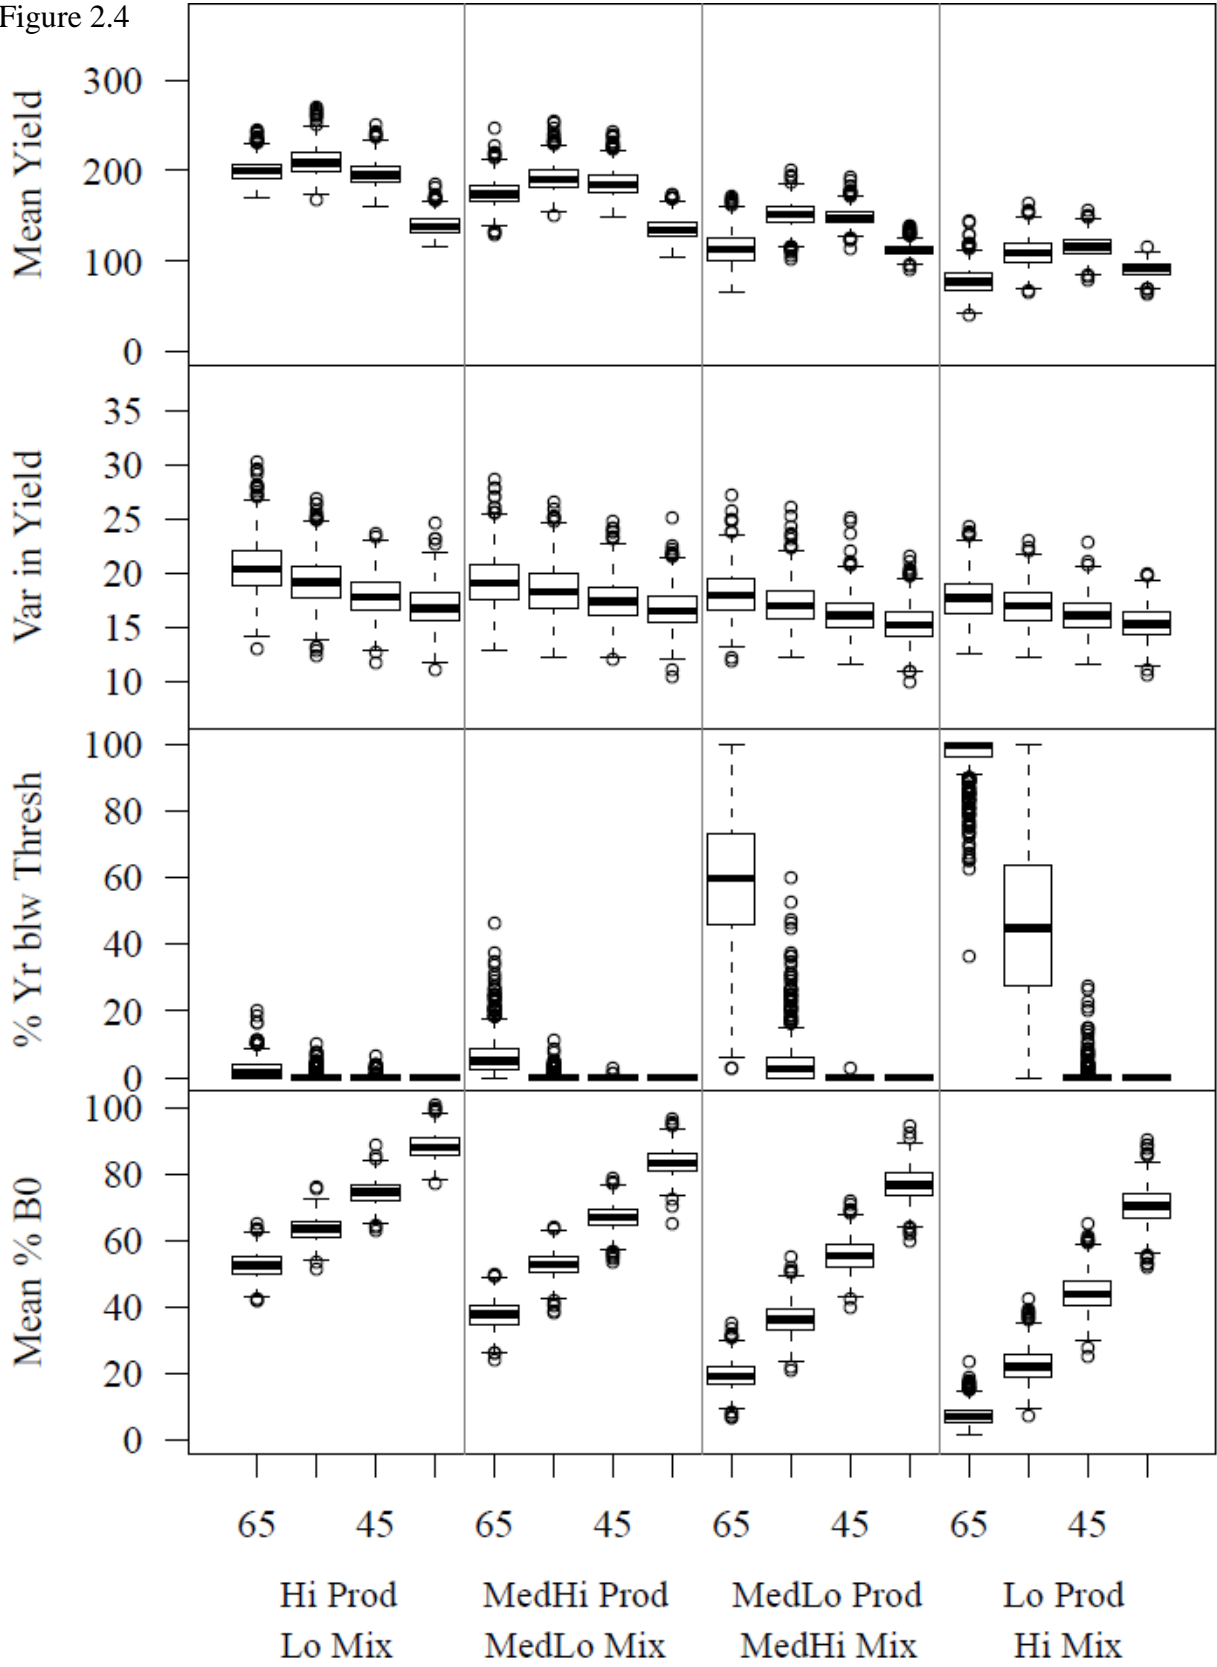 Figure 2.4
Mean Yield
300
200
100
0
Var in Yield
35
30
25
20
15
10
% Yr blw Thresh
100
80
60
40
20
0
Mean % B0
100
80
60
40
20
0
65 45 65 45 65 45 65 45
Hi Prod MedHi Prod MedLo Prod Lo Prod
Lo Mix MedLo Mix MedHi Mix Hi Mix